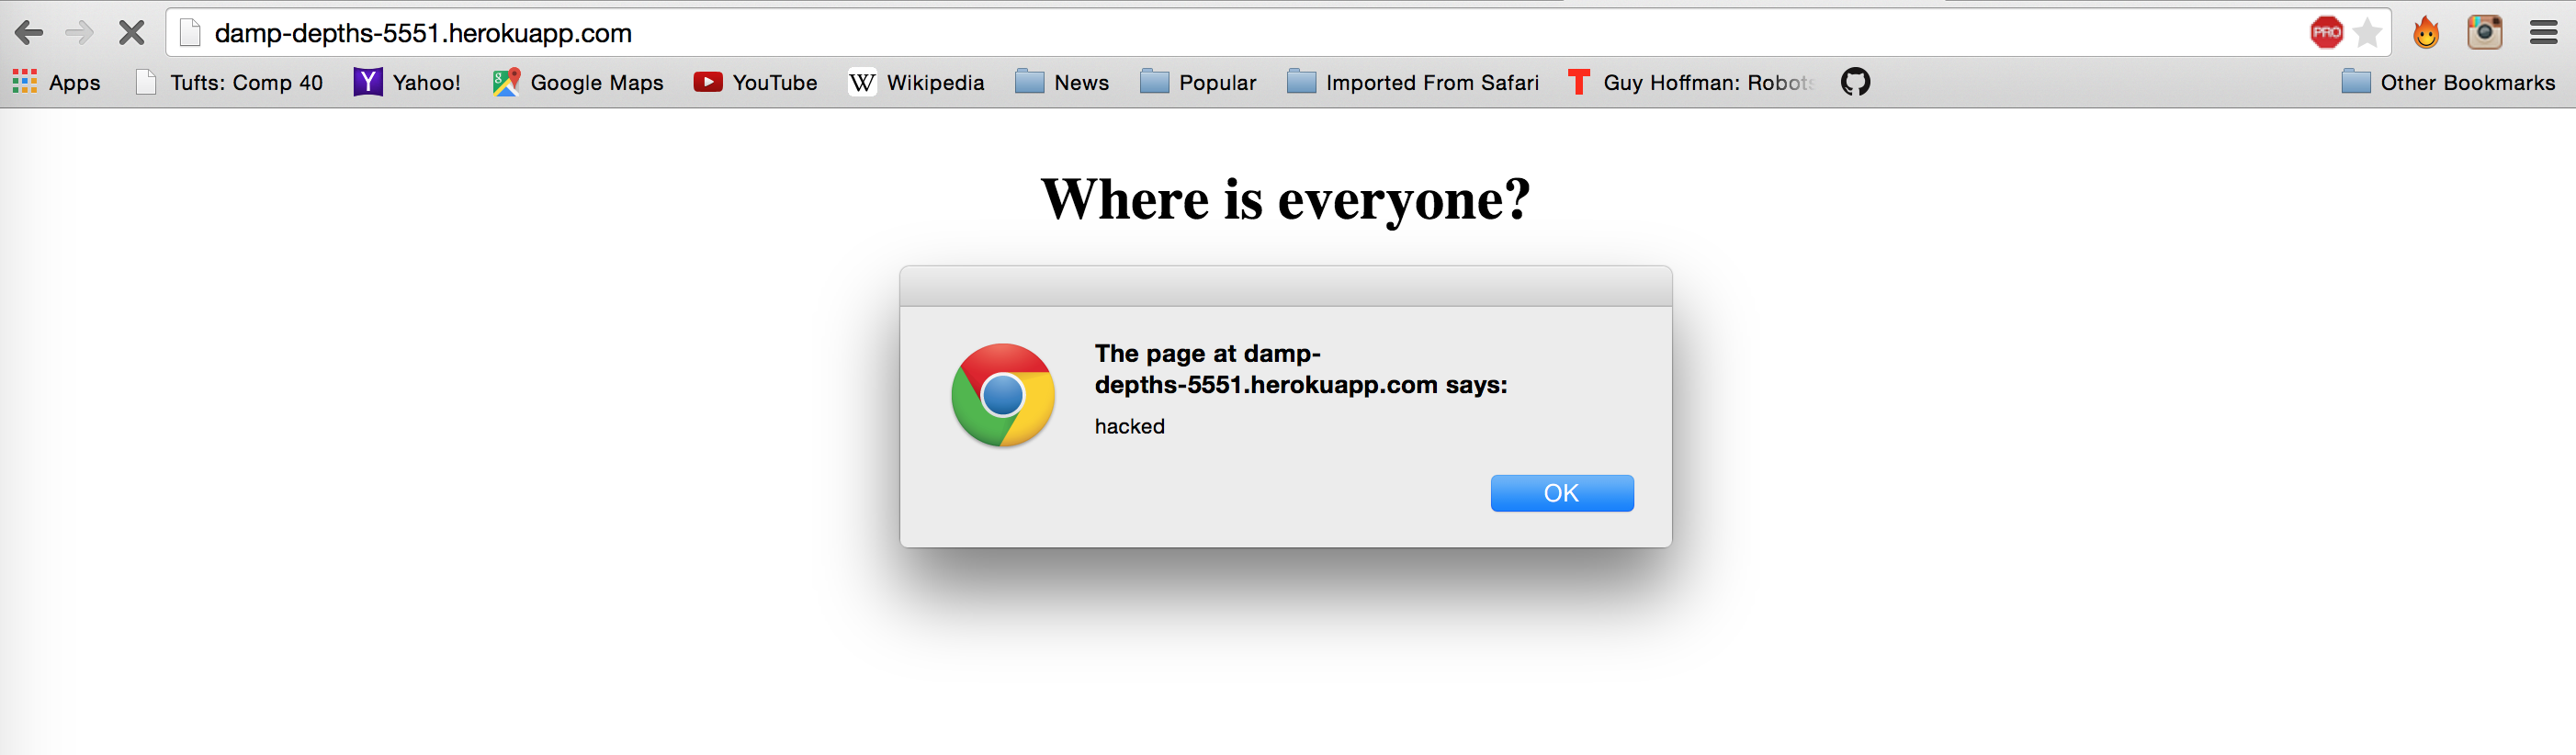 damp-depths-5551.herokuapp.com
PRO
Apps Tufts: Comp 40 Y Yahoo! Google Maps YouTube W Wikipedia News Popular Imported From Safari T Guy Hoffman: Robots Other Bookmarks
Where is everyone?
The page at damp-
depths-5551.herokuapp.com says:
hacked
OK